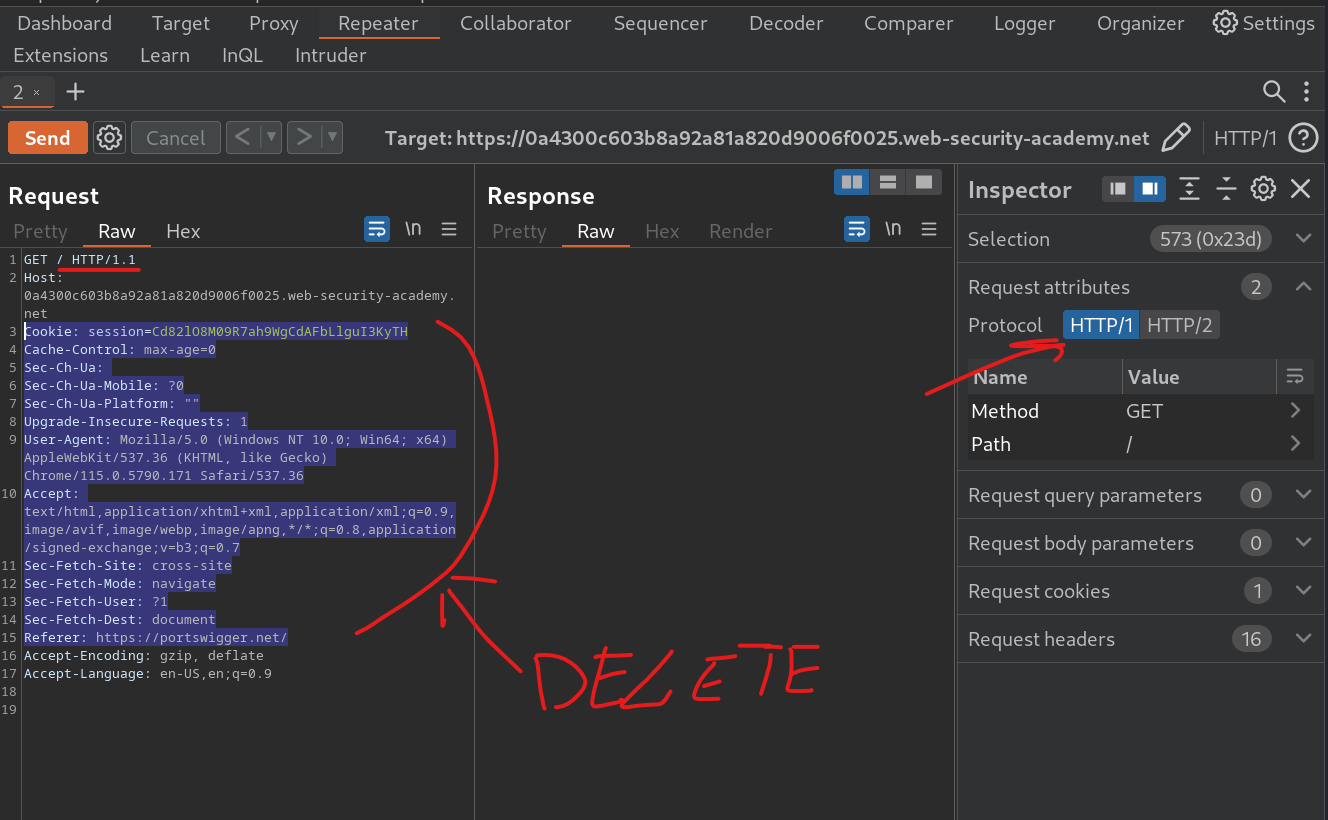 Dashboard Target Proxy Repeater Collaborator Sequencer Decoder Comparer Logger Organizer Settings
Extensions Learn InQL Intruder
2 × +
Send Cancel < > Target: https://0a4300c603b8a92a81a820d9006f0025.web-security-academy.net HTTP/1 ?
Request
Pretty Raw Hex \n
1 GET / HTTP/1.1
2 Host:
0a4300c603b8a92a81a820d9006f0025.web-security-academy.
net
3 Cookie: session=Cd82lO8M09R7ah9WgCdAFbLlguI3KyTH
4 Cache-Control: max-age=0
5 Sec-Ch-Ua:
6 Sec-Ch-Ua-Mobile: ?0
7 Sec-Ch-Ua-Platform: ""
8 Upgrade-Insecure-Requests: 1
9 User-Agent: Mozilla/5.0 (Windows NT 10.0; Win64; x64)
AppleWebKit/537.36 (KHTML, like Gecko)
Chrome/115.0.5790.171 Safari/537.36
10 Accept:
text/html,application/xhtml+xml,application/xml;q=0.9,
image/avif,image/webp,image/apng,*/*;q=0.8,application
/signed-exchange;v=b3;q=0.7
11 Sec-Fetch-Site: cross-site
12 Sec-Fetch-Mode: navigate
13 Sec-Fetch-User: ?1
14 Sec-Fetch-Dest: document
15 Referer: https://portswigger.net/
16 Accept-Encoding: gzip, deflate
17 Accept-Language: en-US,en;q=0.9
18
19
DELETE
Response
Pretty Raw Hex Render \n
Inspector
Selection 573 (0x23d)
Request attributes 2
Protocol HTTP/1 HTTP/2
Name Value
Method GET
Path /
Request query parameters 0
Request body parameters 0
Request cookies 1
Request headers 16